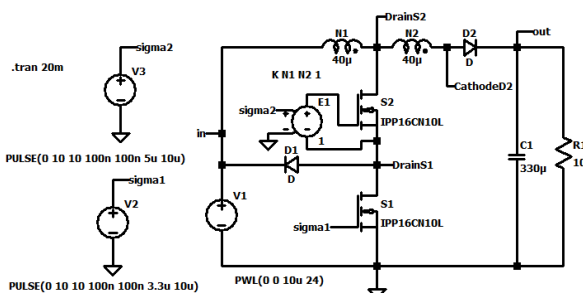 DrainS2
N1
N2
D2
out
sigma2
40µ
40µ
D
.tran 20m
V3
K N1 N2 1
CathodeD2
E1
S2
sigma2
IPP16CN10L
in
1
C1
R1
D1
DrainS1
PULSE(0 10 10 100n 100n 5u 10u)
D
330µ
10
sigma1
V1
S1
V2
IPP16CN10L
sigma1
PULSE(0 10 10 100n 100n 3.3u 10u)
PWL(0 0 10u 24)